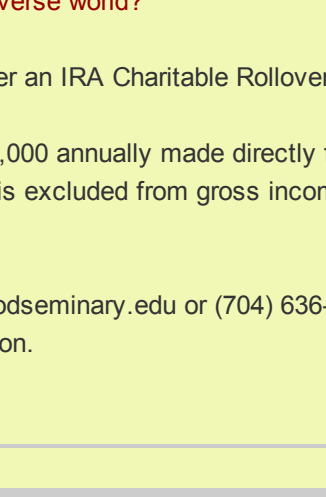 verse world?
er an IRA Charitable Rollover
,000 annually made directly
is excluded from gross incom
odseminary.edu or (704) 636-
on.